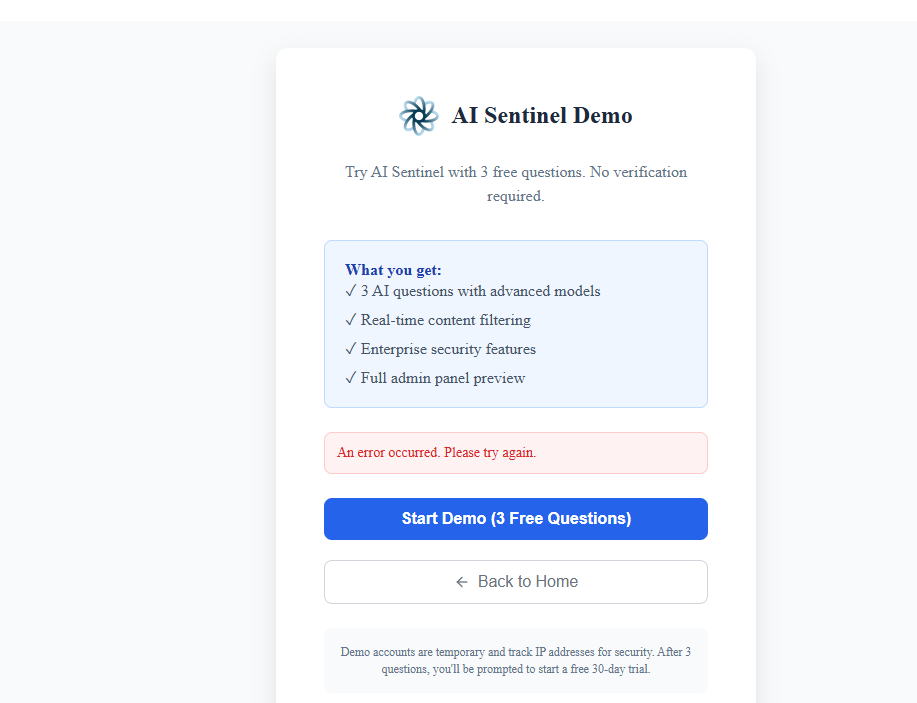 AI Sentinel Demo
Try AI Sentinel with 3 free questions. No verification
required.
What you get:
✓ 3 AI questions with advanced models
✓ Real-time content filtering
✓ Enterprise security features
✓ Full admin panel preview
An error occurred. Please try again.
Start Demo (3 Free Questions)
← Back to Home
Demo accounts are temporary and track IP addresses for security. After 3
questions, you'll be prompted to start a free 30-day trial.